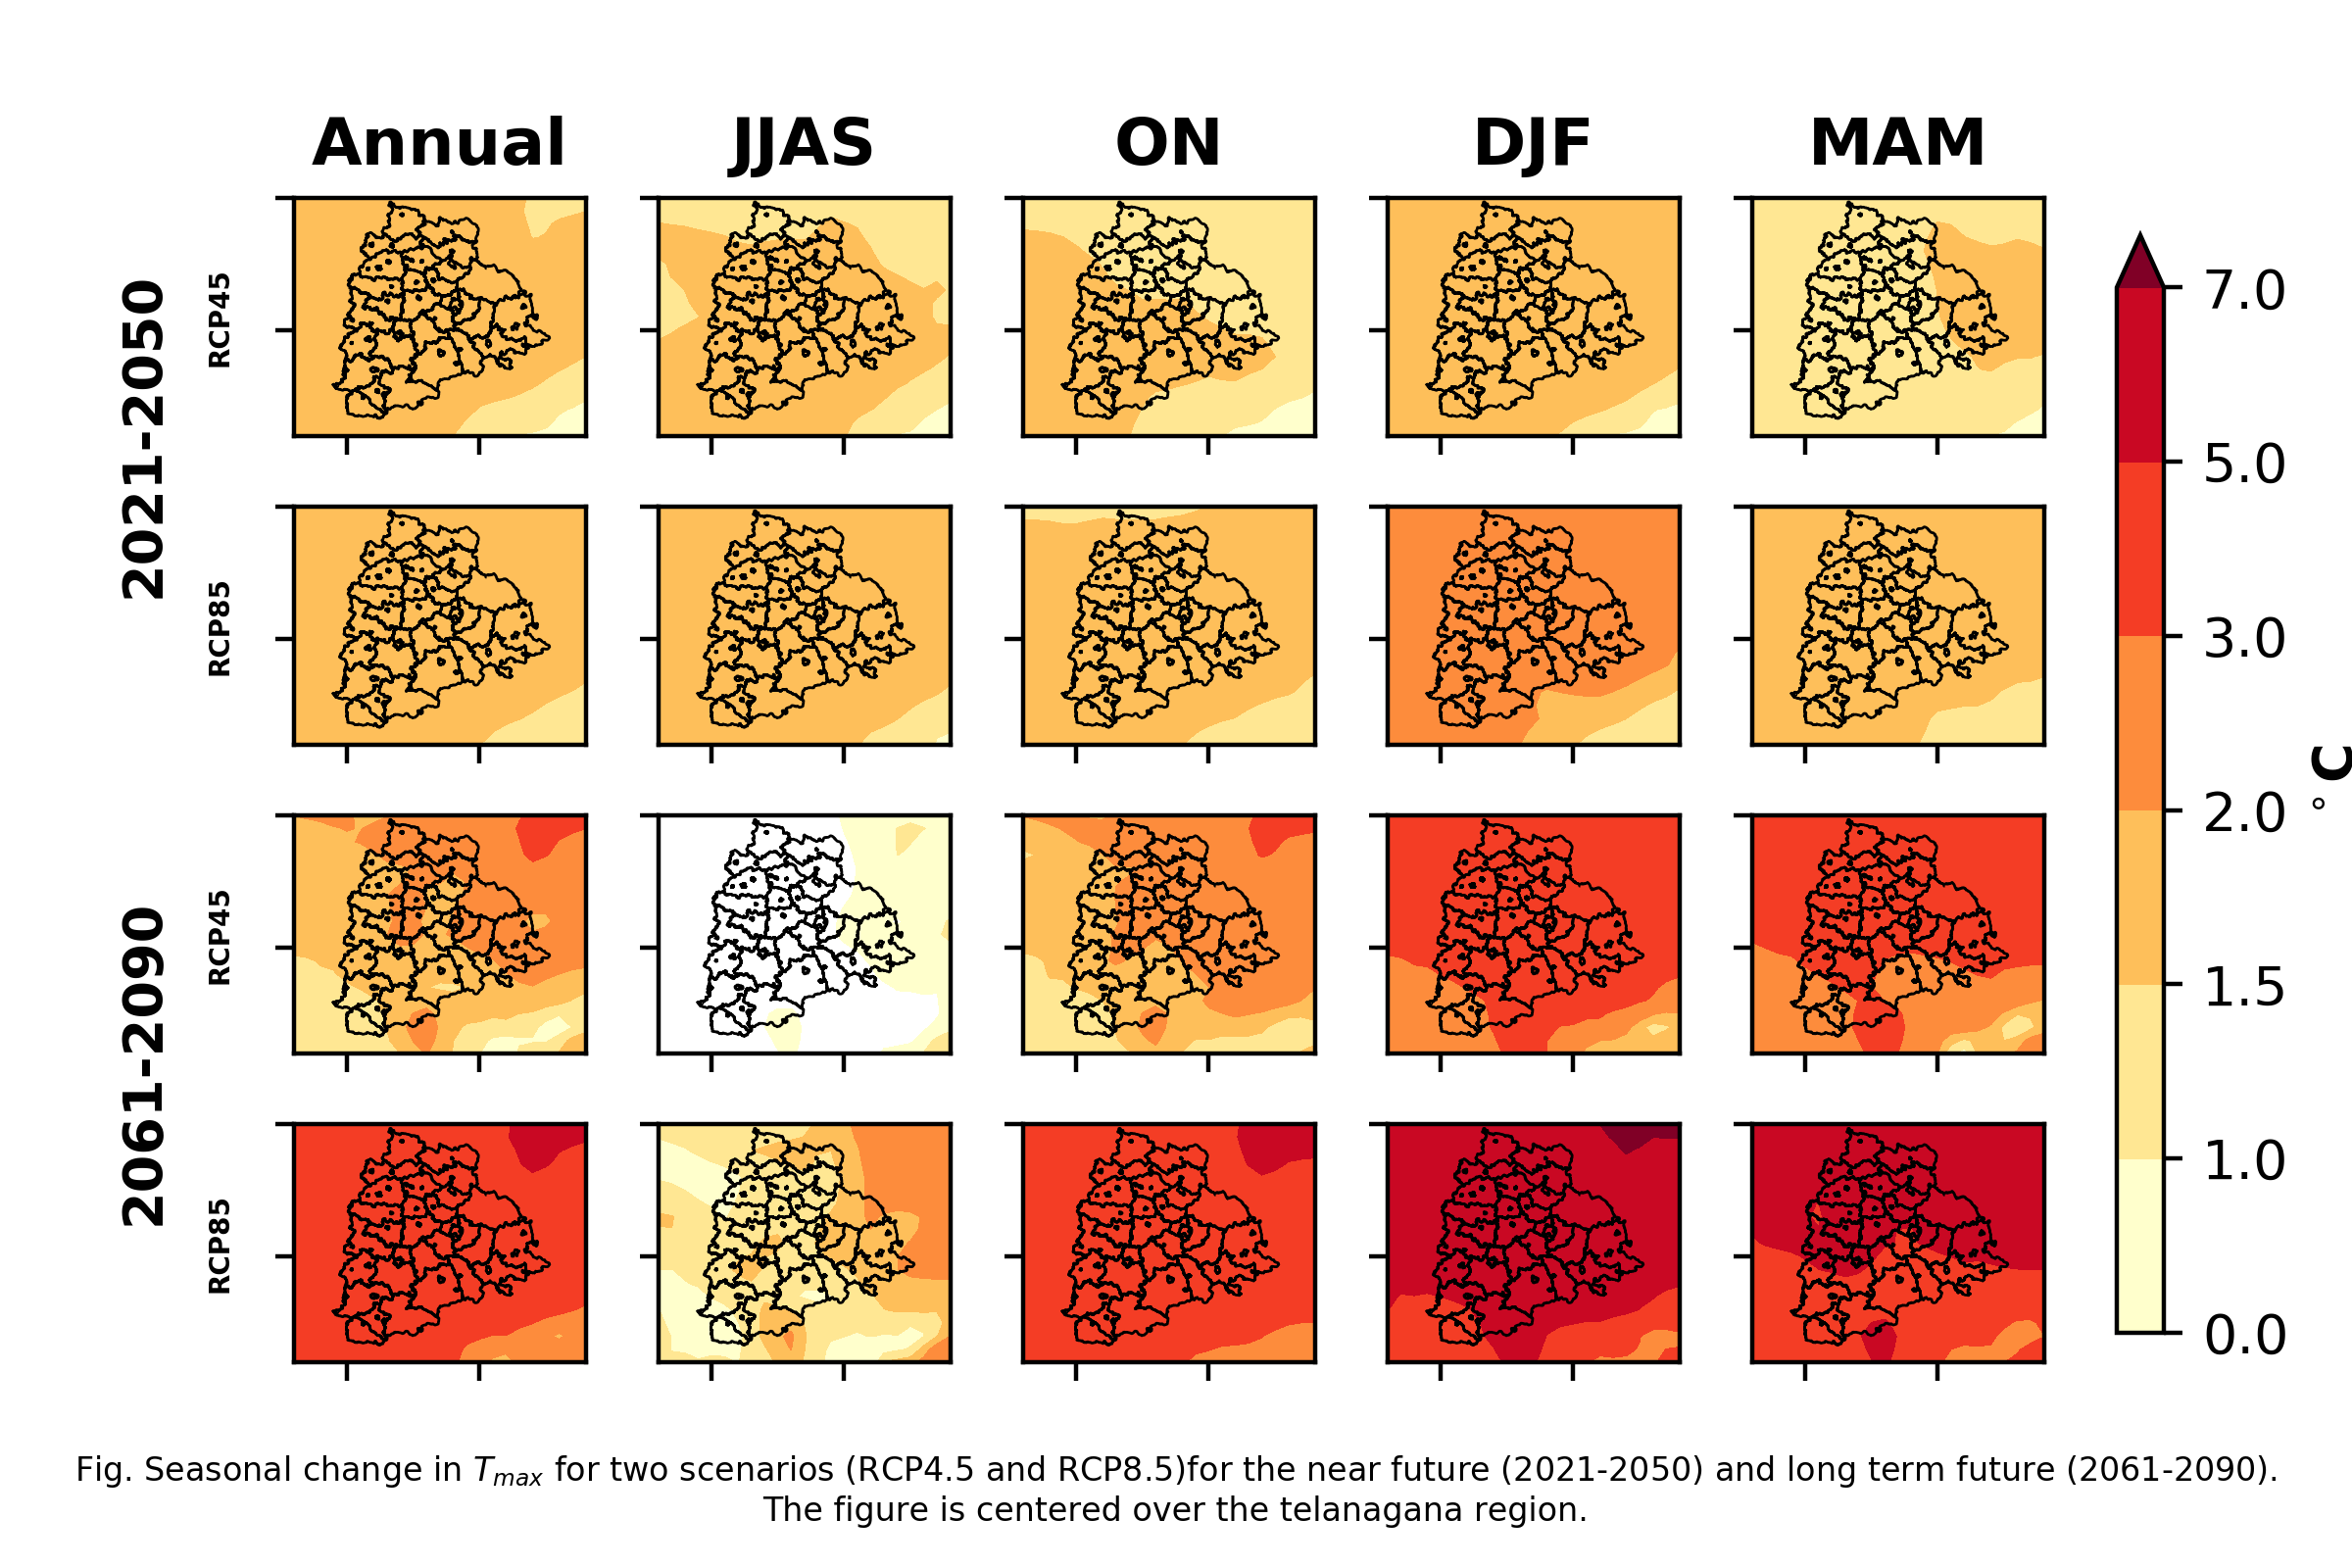 Annual JJAS ON DJF MAM
2021-2050
RCP45
RCP85
2061-2090
RCP45
RCP85
7.0
5.0
3.0
2.0
1.5
1.0
0.0
° C
Fig. Seasonal change in Tmax for two scenarios (RCP4.5 and RCP8.5)for the near future (2021-2050) and long term future (2061-2090).
The figure is centered over the telanagana region.